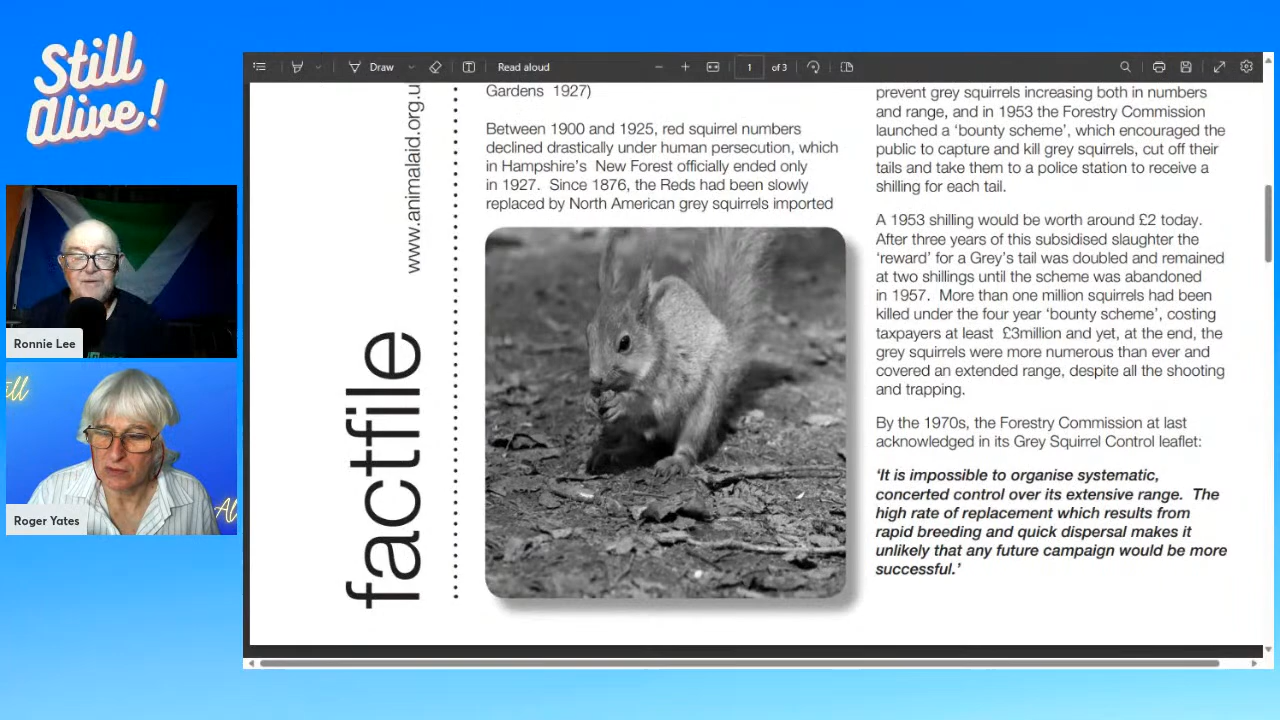 Still
Alive!
Ronnie Lee
Roger Yates
Draw
Read aloud
1
of 3
www.animalaid.org.u
factfile
Gardens 1927)
Between 1900 and 1925, red squirrel numbers
declined drastically under human persecution, which
in Hampshire's New Forest officially ended only
in 1927. Since 1876, the Reds had been slowly
replaced by North American grey squirrels imported
prevent grey squirrels increasing both in numbers
and range, and in 1953 the Forestry Commission
launched a ‘bounty scheme’, which encouraged the
public to capture and kill grey squirrels, cut off their
tails and take them to a police station to receive a
shilling for each tail.
A 1953 shilling would be worth around £2 today.
After three years of this subsidised slaughter the
‘reward’ for a Grey’s tail was doubled and remained
at two shillings until the scheme was abandoned
in 1957. More than one million squirrels had been
killed under the four year ‘bounty scheme’, costing
taxpayers at least £3million and yet, at the end, the
grey squirrels were more numerous than ever and
covered an extended range, despite all the shooting
and trapping.
By the 1970s, the Forestry Commission at last
acknowledged in its Grey Squirrel Control leaflet:
‘It is impossible to organise systematic,
concerted control over its extensive range. The
high rate of replacement which results from
rapid breeding and quick dispersal makes it
unlikely that any future campaign would be more
successful.’